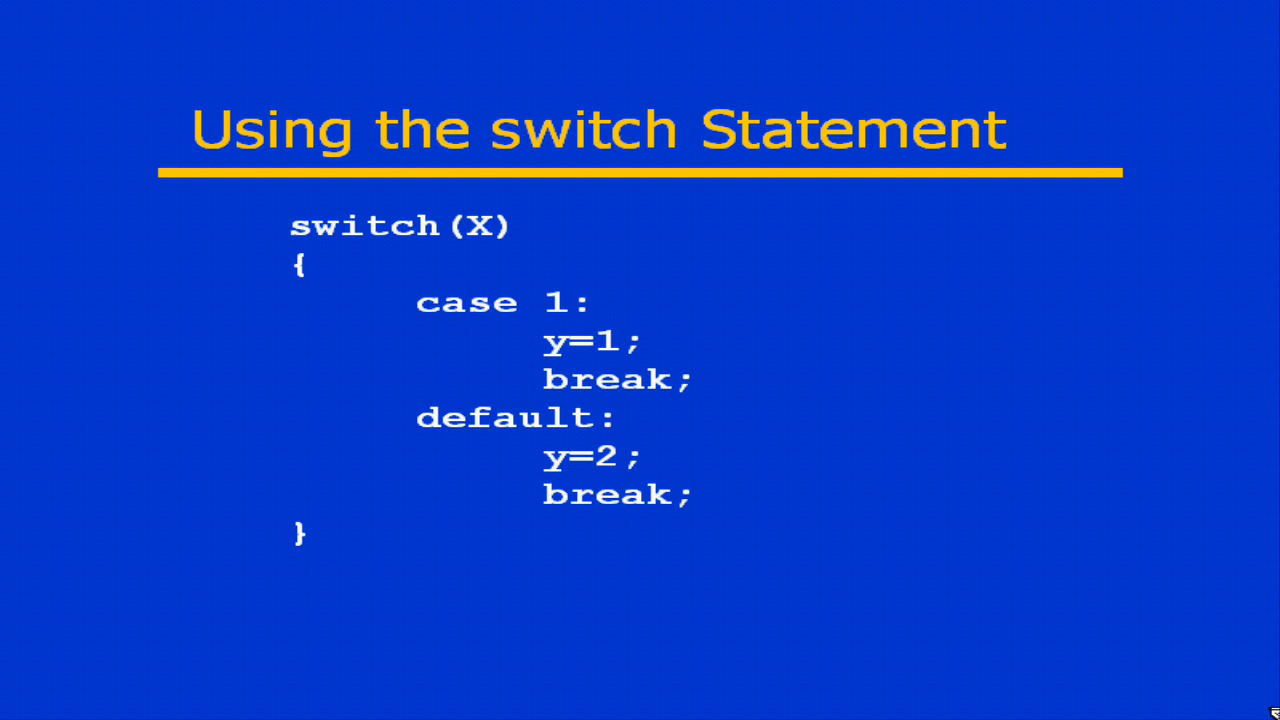 Using the switch Statement
switch(X)
{
case 1:
y=1;
break;
default:
y=2;
break;
}